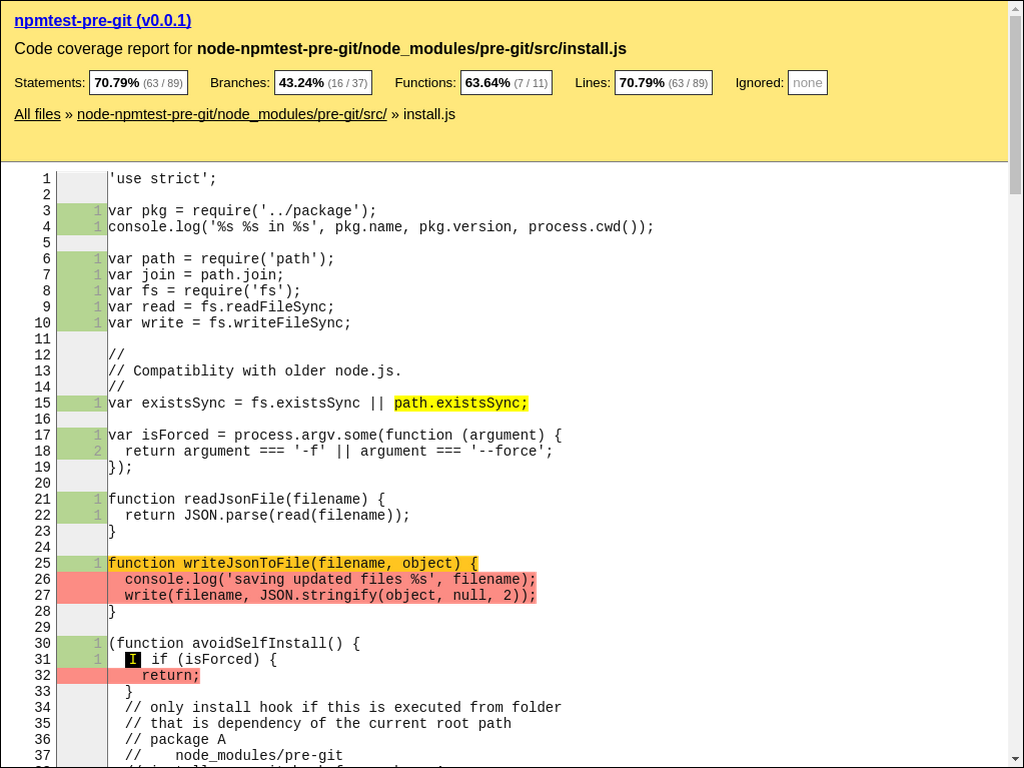 npmtest-pre-git (v0.0.1)
Code coverage report for node-npmtest-pre-git/node_modules/pre-git/src/install.js
Statements: 70.79% (63 / 89) Branches: 43.24% (16 / 37) Functions: 63.64% (7 / 11) Lines: 70.79% (63 / 89) Ignored: none
All files » node-npmtest-pre-git/node_modules/pre-git/src/ » install.js
1 'use strict';
2
3 1 var pkg = require('../package');
4 1 console.log('%s %s in %s', pkg.name, pkg.version, process.cwd());
5
6 1 var path = require('path');
7 1 var join = path.join;
8 1 var fs = require('fs');
9 1 var read = fs.readFileSync;
10 1 var write = fs.writeFileSync;
11
12 //
13 // Compatiblity with older node.js.
14 //
15 1 var existsSync = fs.existsSync || path.existsSync;
16
17 1 var isForced = process.argv.some(function (argument) {
18 2 return argument === '-f' || argument === '--force';
19 });
20
21 1 function readJsonFile(filename) {
22 1 return JSON.parse(read(filename));
23 }
24
25 1 function writeJsonToFile(filename, object) {
26 console.log('saving updated files %s', filename);
27 write(filename, JSON.stringify(object, null, 2));
28 }
29
30 1 (function avoidSelfInstall() {
31 1 I if (isForced) {
32 return;
33 }
34 // only install hook if this is executed from folder
35 // that is dependency of the current root path
36 // package A
37 // node_modules/pre-git